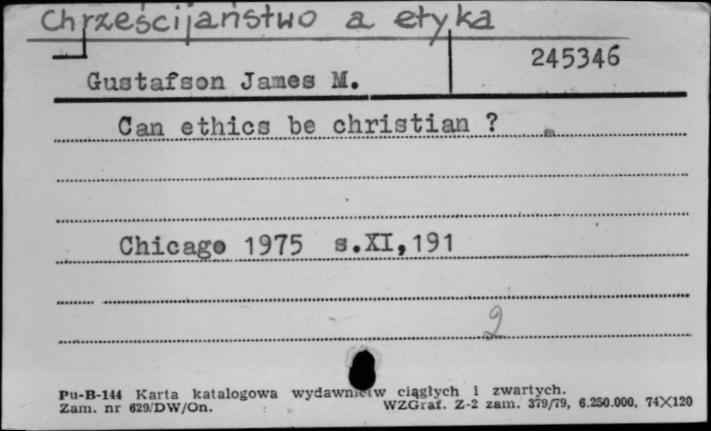 Chrześcijaństwo a etyka
245346
Gustafson James M.
Can ethics be christian ?
Chicago 1975 s.XI,191
2
Pu-B-144 Karta katalogowa wydawnictw ciągłych i zwartych.
Zam. nr 629/DW/On. WZGraf. Z-2 zam. 379/79, 6.250.000, 74X120